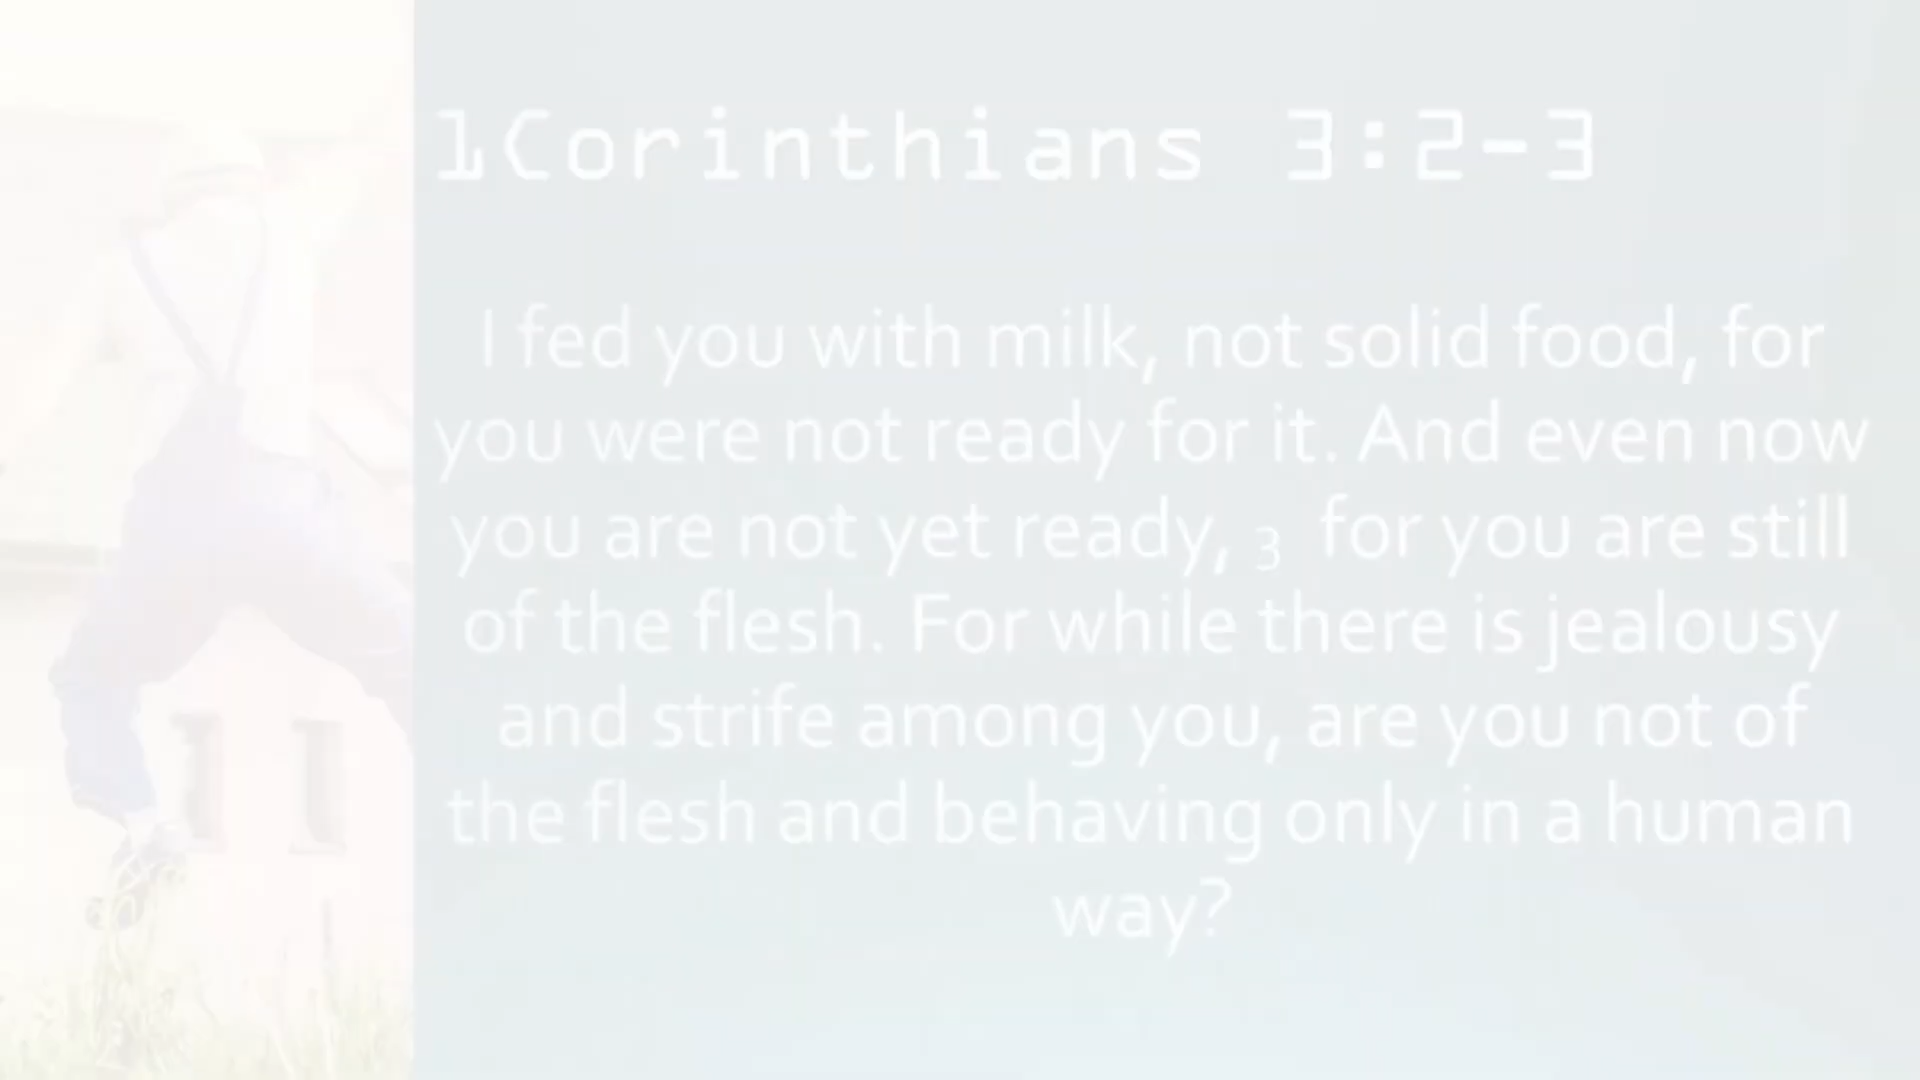 1Corinthians 3:2-3
I fed you with milk, not solid food, for
you were not ready for it. And even now
you are not yet ready, 3 for you are still
of the flesh. For while there is jealousy
and strife among you, are you not of
the flesh and behaving only in a human
way?